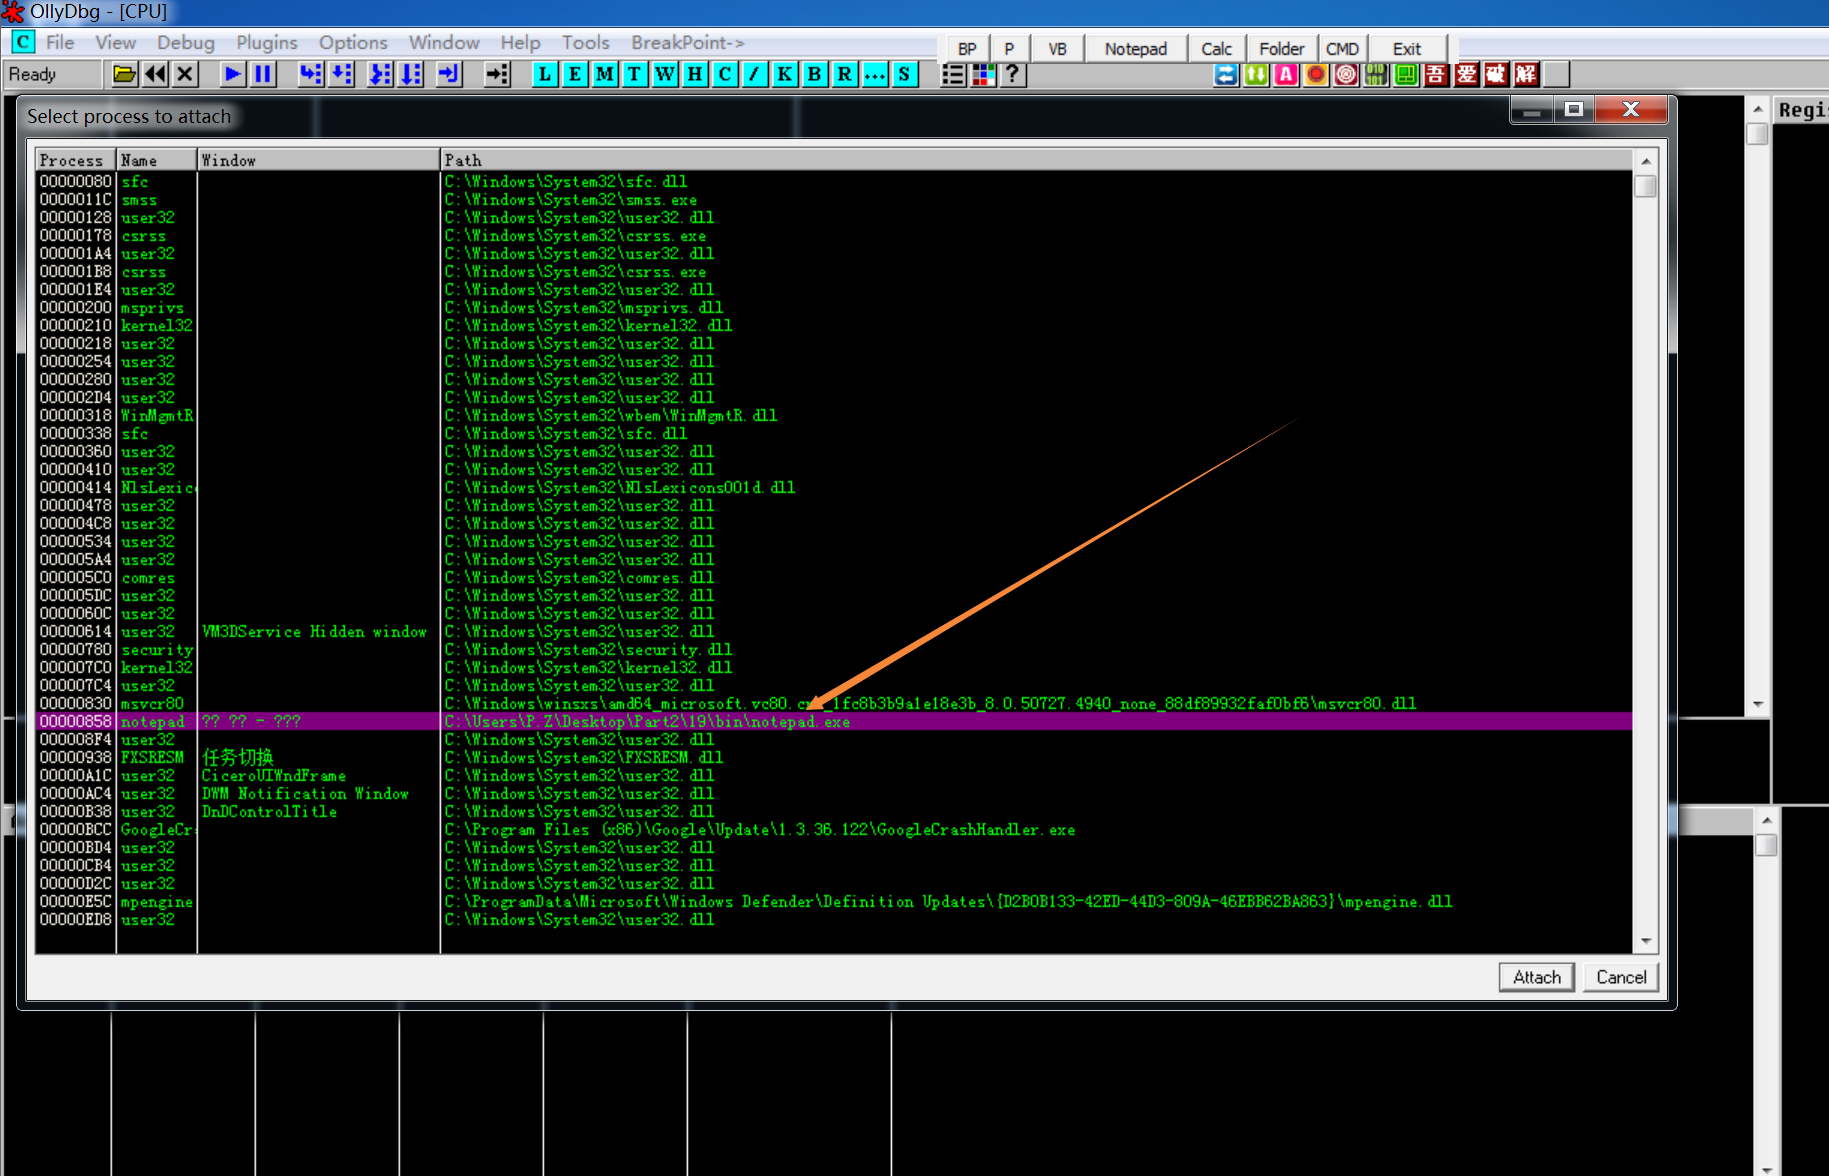 OllyDbg - [CPU]
C File View Debug Plugins Options Window Help Tools BreakPoint-> BP P VB Notepad Calc Folder CMD Exit
Ready L E M T W H C / K B R ... S ? A 吾 爱 破 解
Select process to attach
Regi
Process Name Window Path
00000080 sfc C:\Windows\System32\sfc.dll
0000011C smss C:\Windows\System32\smss.exe
00000128 user32 C:\Windows\System32\user32.dll
00000178 csrss C:\Windows\System32\csrss.exe
000001A4 user32 C:\Windows\System32\user32.dll
000001B8 csrss C:\Windows\System32\csrss.exe
000001E4 user32 C:\Windows\System32\user32.dll
00000200 msprivs C:\Windows\System32\msprivs.dll
00000210 kernel32 C:\Windows\System32\kernel32.dll
00000218 user32 C:\Windows\System32\user32.dll
00000254 user32 C:\Windows\System32\user32.dll
00000280 user32 C:\Windows\System32\user32.dll
000002D4 user32 C:\Windows\System32\user32.dll
00000318 WinMgmtR C:\Windows\System32\wbem\WinMgmtR.dll
00000338 sfc C:\Windows\System32\sfc.dll
00000360 user32 C:\Windows\System32\user32.dll
00000410 user32 C:\Windows\System32\user32.dll
00000414 NlsLexic C:\Windows\System32\NlsLexicons001d.dll
00000478 user32 C:\Windows\System32\user32.dll
000004C8 user32 C:\Windows\System32\user32.dll
00000534 user32 C:\Windows\System32\user32.dll
000005A4 user32 C:\Windows\System32\user32.dll
000005C0 comres C:\Windows\System32\comres.dll
000005DC user32 C:\Windows\System32\user32.dll
0000060C user32 C:\Windows\System32\user32.dll
00000614 user32 VM3DService Hidden window C:\Windows\System32\user32.dll
00000780 security C:\Windows\System32\security.dll
000007C0 kernel32 C:\Windows\System32\kernel32.dll
000007C4 user32 C:\Windows\System32\user32.dll
00000830 msvcr80 C:\Windows\winsxs\amd64_microsoft.vc80. _1fc8b3b9a1e18e3b_8.0.50727.4940_none_88df89932faf0bf6\msvcr80.dll
00000858 notepad ?? ?? - ??? C:\Users\P.Z\Desktop\Part2\19\bin\notepad.exe
000008F4 user32 C:\Windows\System32\user32.dll
00000938 FXSRESM 任务切换 C:\Windows\System32\FXSRESM.dll
00000A1C user32 CiceroUIWndFrame C:\Windows\System32\user32.dll
00000AC4 user32 DWM Notification Window C:\Windows\System32\user32.dll
00000B38 user32 DnDControlTitle C:\Windows\System32\user32.dll
00000BCC GoogleCr C:\Program Files (x86)\Google\Update\1.3.36.122\GoogleCrashHandler.exe
00000BD4 user32 C:\Windows\System32\user32.dll
00000CB4 user32 C:\Windows\System32\user32.dll
00000D2C user32 C:\Windows\System32\user32.dll
00000E5C mpengine C:\ProgramData\Microsoft\Windows Defender\Definition Updates\{D2B0B133-42ED-44D3-809A-46EBB62BA863}\mpengine.dll
00000ED8 user32 C:\Windows\System32\user32.dll
Attach Cancel